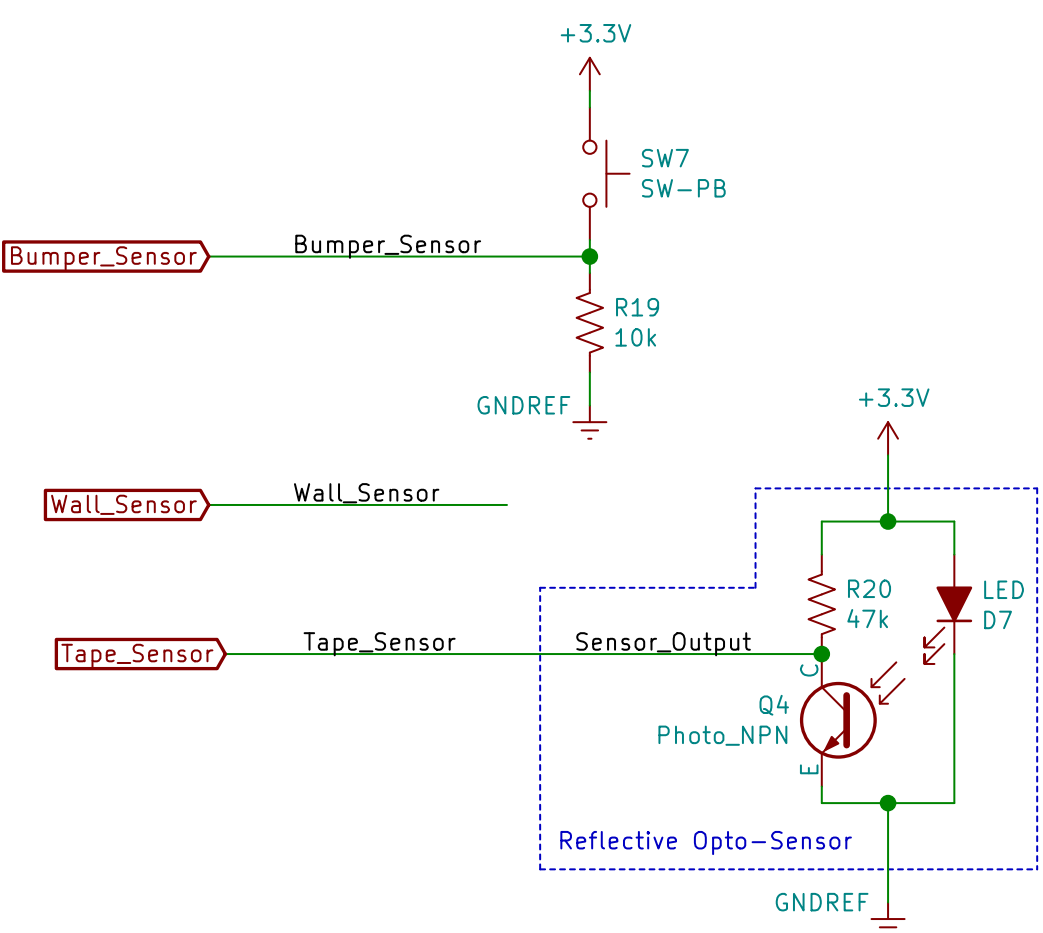 +3.3V
SW7
SW-PB
Bumper_Sensor
Bumper_Sensor
R19
10k
GNDREF
+3.3V
Wall_Sensor
Wall_Sensor
R20
47k
LED
D7
Tape_Sensor
Tape_Sensor
Sensor_Output
C
Q4
Photo_NPN
E
Reflective Opto-Sensor
GNDREF